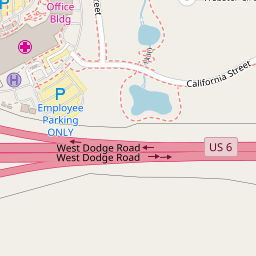 Office
Bldg
H
P
California Street
P
Employee
Parking
ONLY
West Dodge Road
US 6
West Dodge Road